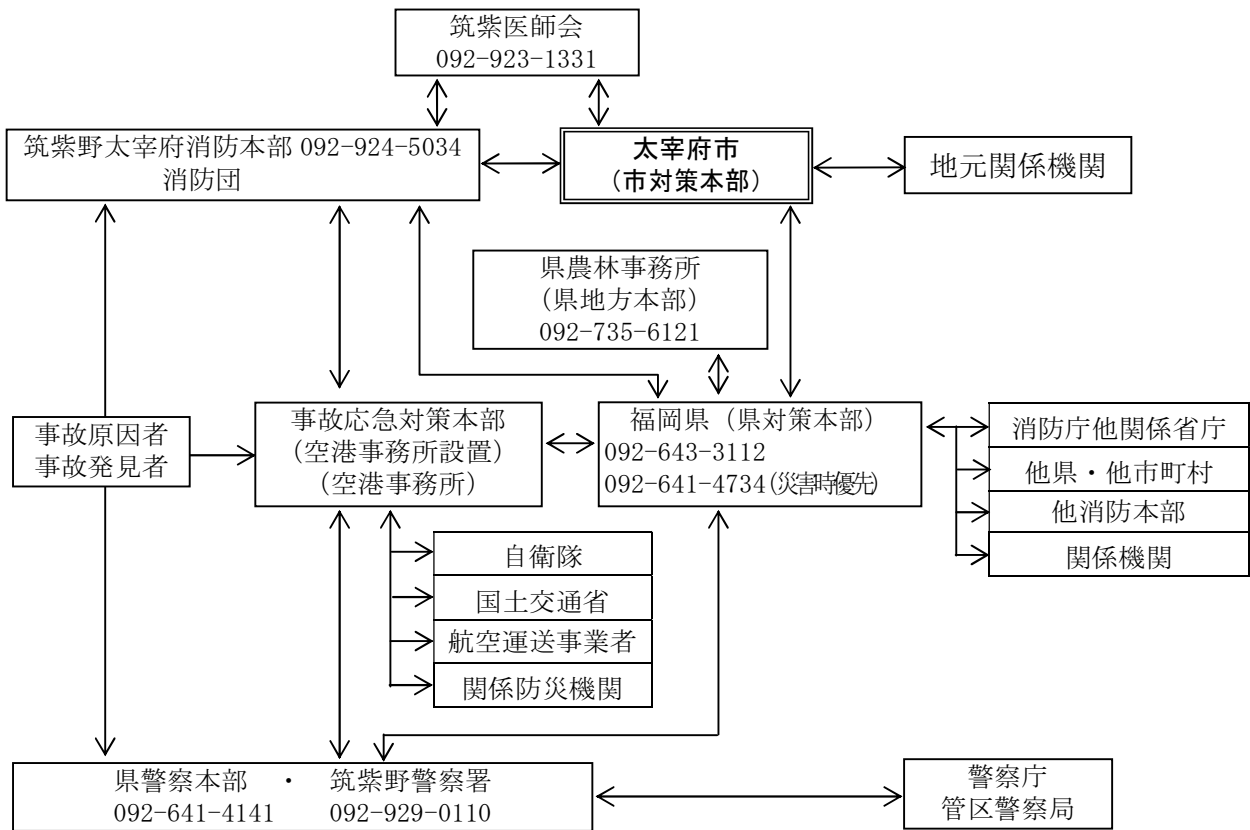 筑紫医師会
092-923-1331
筑紫野太宰府消防本部 092-924-5034
消防団
太宰府市
(市対策本部)
地元関係機関
県農林事務所
(県地方本部)
092-735-6121
事故原因者
事故発見者
事故応急対策本部
(空港事務所設置)
(空港事務所)
福岡県（県対策本部）
092-643-3112
092-641-4734(災害時優先)
消防庁他関係省庁
他県・他市町村
他消防本部
関係機関
自衛隊
国土交通省
航空運送事業者
関係防災機関
県警察本部 ・ 筑紫野警察署
092-641-4141 092-929-0110
警察庁
管区警察局